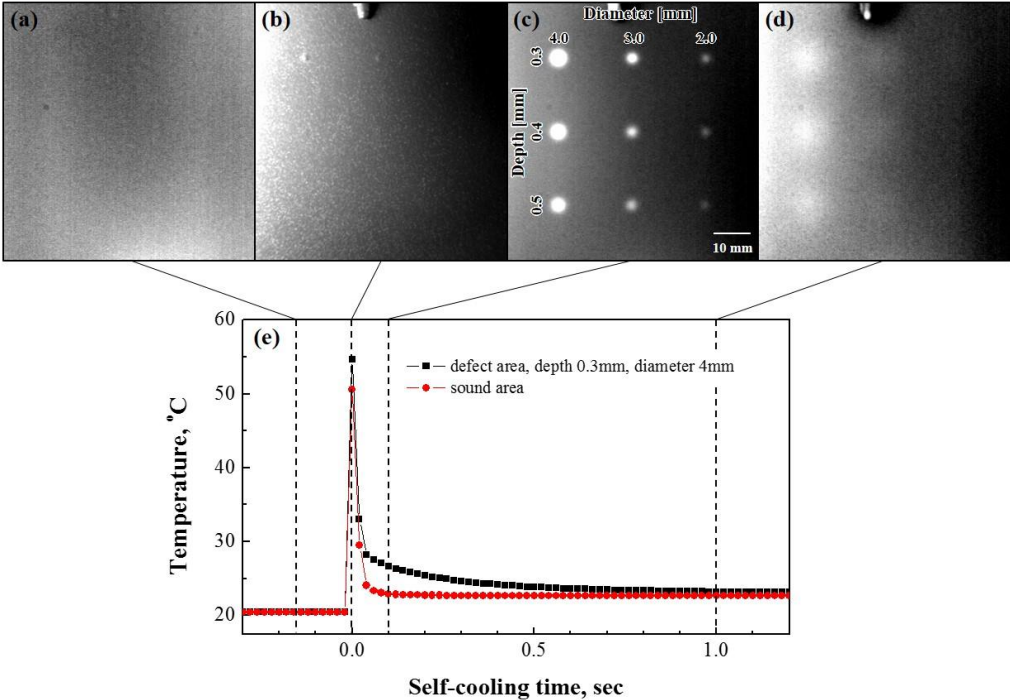 (a)
(b)
(c)
(d)
Diameter [mm]
4.0 3.0 2.0
Depth [mm]
0.3
0.4
0.5
10 mm
(e)
defect area, depth 0.3mm, diameter 4mm
sound area
Temperature, °C
60
50
40
30
20
0.0 0.5 1.0
Self-cooling time, sec